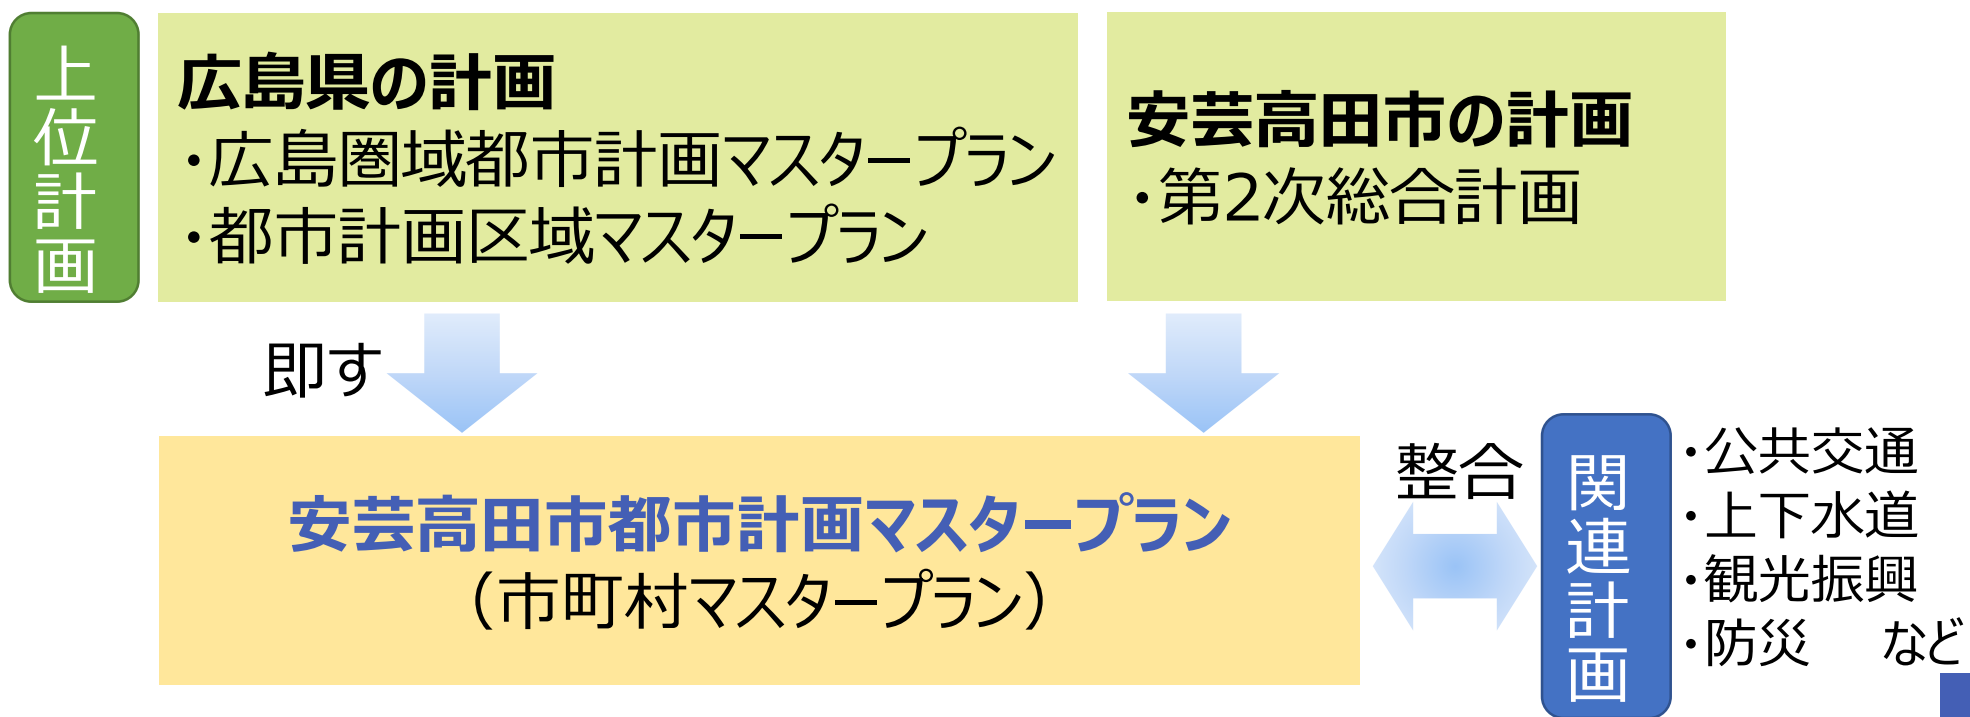 上位計画
広島県の計画
・広島圏域都市計画マスタープラン
・都市計画区域マスタープラン
安芸高田市の計画
・第2次総合計画
即す
安芸高田市都市計画マスタープラン
（市町村マスタープラン）
整合
関連計画
・公共交通
・上下水道
・観光振興
・防災　など